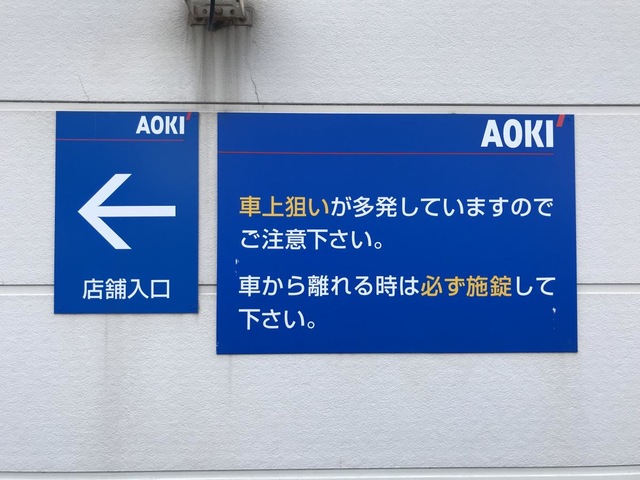 AOKI
店舗入口
AOKI
車上狙いが多発していますので
ご注意下さい。
車から離れる時は必ず施錠して
下さい。